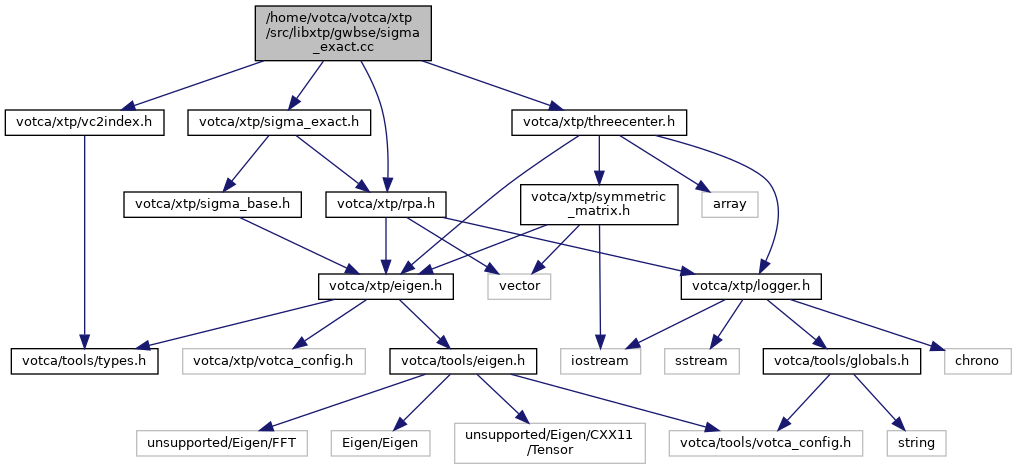 /home/votca/votca/xtp
/src/libxtp/gwbse/sigma
_exact.cc
votca/xtp/vc2index.h
votca/xtp/sigma_exact.h
votca/xtp/threecenter.h
votca/xtp/sigma_base.h
votca/xtp/rpa.h
votca/xtp/symmetric
_matrix.h
array
votca/xtp/eigen.h
vector
votca/xtp/logger.h
votca/tools/types.h
votca/xtp/votca_config.h
votca/tools/eigen.h
iostream
sstream
votca/tools/globals.h
chrono
unsupported/Eigen/FFT
Eigen/Eigen
unsupported/Eigen/CXX11
/Tensor
votca/tools/votca_config.h
string